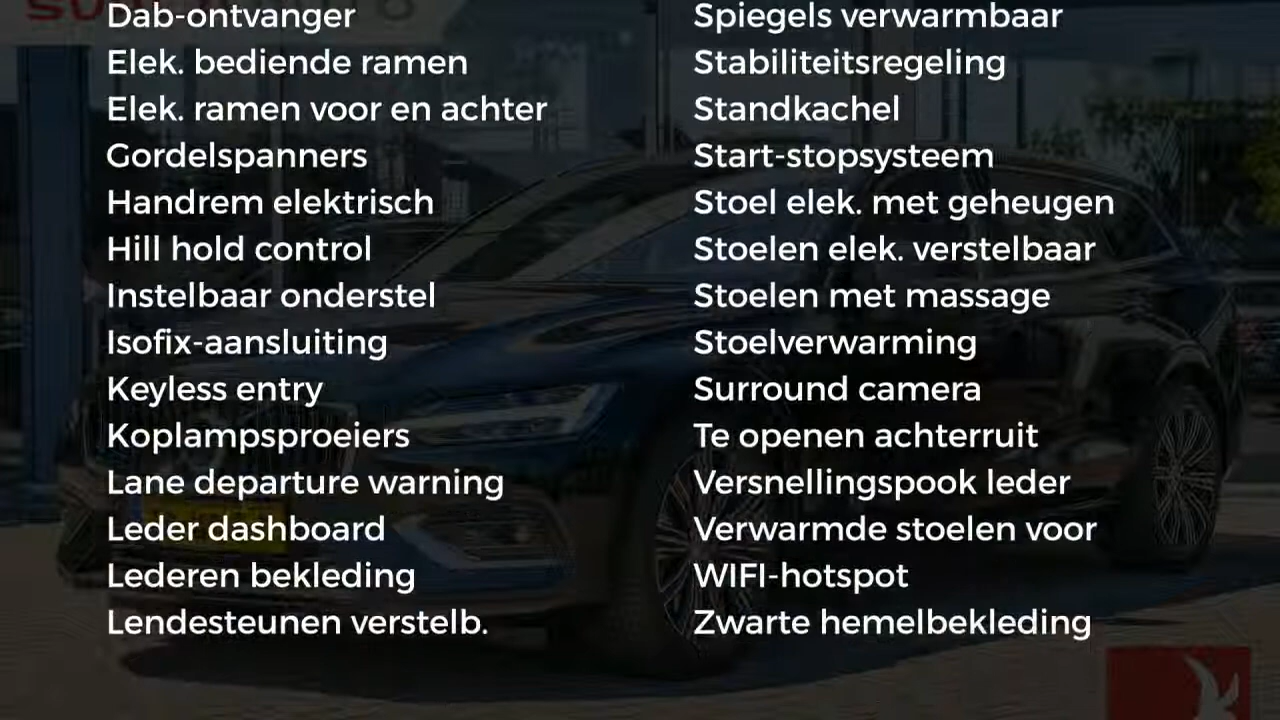 Dab-ontvanger
Elek. bediende ramen
Elek. ramen voor en achter
Gordelspanners
Handrem elektrisch
Hill hold control
Instelbaar onderstel
Isofix-aansluiting
Keyless entry
Koplampsproeiers
Lane departure warning
Leder dashboard
Lederen bekleding
Lendesteunen verstelb.
Spiegels verwarmbaar
Stabiliteitsregeling
Standkachel
Start-stopsysteem
Stoel elek. met geheugen
Stoelen elek. verstelbaar
Stoelen met massage
Stoelverwarming
Surround camera
Te openen achterruit
Versnellingspook leder
Verwarmde stoelen voor
WIFI-hotspot
Zwarte hemelbekleding